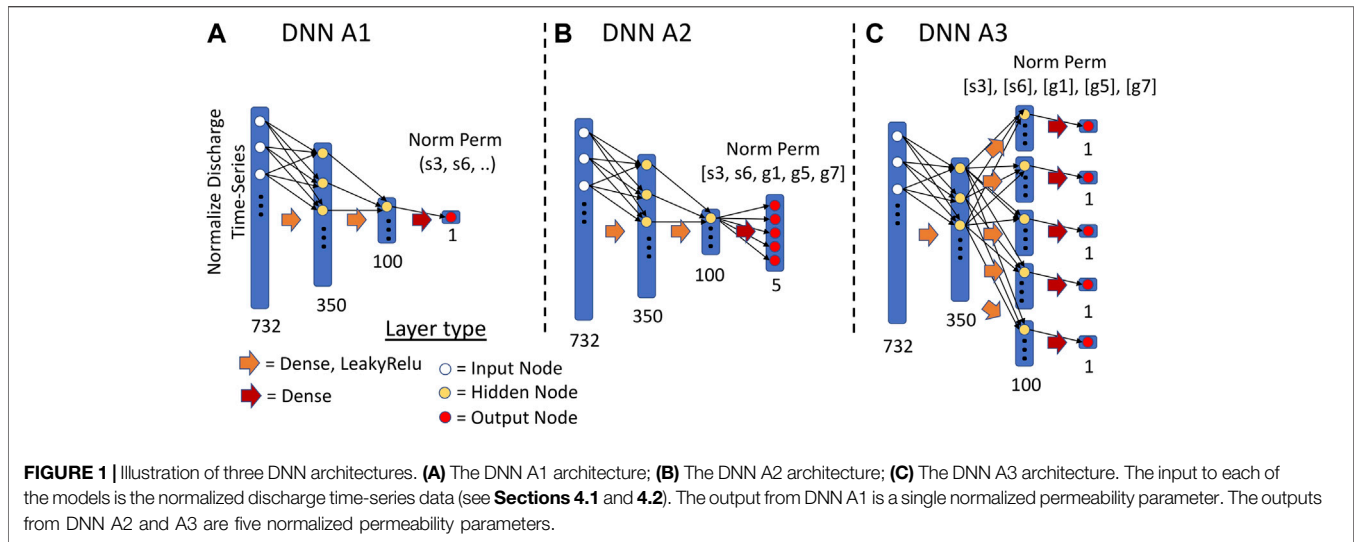 A DNN A1
Normalize Discharge
Time-Series
Norm Perm
(s3, s6, ..)
1
100
350
732
B DNN A2
Norm Perm
[s3, s6, g1, g5, g7]
5
100
350
732
C DNN A3
Norm Perm
[s3], [s6], [g1], [g5], [g7]
1
1
1
1
1
100
350
732
Layer type
= Dense, LeakyRelu
= Dense
= Input Node
= Hidden Node
= Output Node
FIGURE 1 | Illustration of three DNN architectures. (A) The DNN A1 architecture; (B) The DNN A2 architecture; (C) The DNN A3 architecture. The input to each of
the models is the normalized discharge time-series data (see Sections 4.1 and 4.2). The output from DNN A1 is a single normalized permeability parameter. The outputs
from DNN A2 and A3 are five normalized permeability parameters.